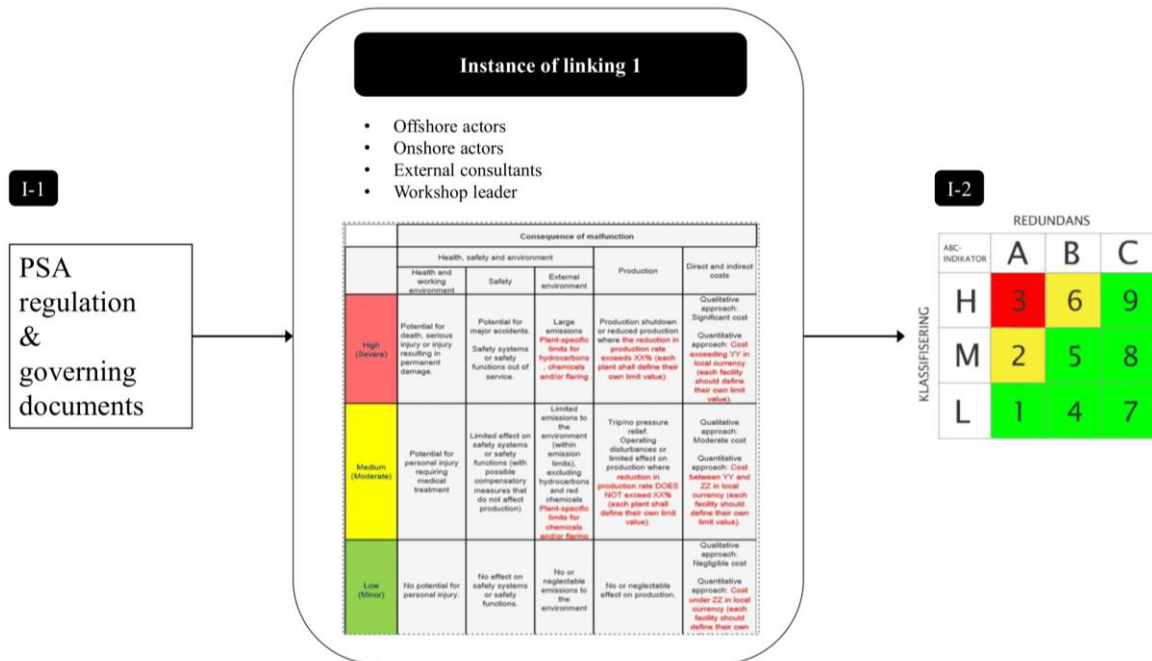 Instance of linking 1
• Offshore actors
• Onshore actors
• External consultants
• Workshop leader
I-1
PSA
regulation
&
governing
documents
Consequence of malfunction
Health, safety and environment
Production
Direct and indirect
costs
Health and
working
environment
Safety
External
environment
High
(Severe)
Potential for
death, serious
injury or injury
resulting in
permanent
damage.
Potential for
major accidents.
Safety systems
or safety
functions out of
service.
Large
emissions
Plant-specific
limits for
hydrocarbons
, chemicals
and/or flaring
Production shutdown
or reduced production
where the reduction in
production rate
exceeds XX% (each
plant shall define their
own limit value).
Qualitative
approach:
Significant cost
Quantitative
approach: Cost
exceeding YY in
local currency
(each facility
should define
their own limit
value).
Medium
(Moderate)
Potential for
personal injury
requiring
medical
treatment
Limited effect on
safety systems
or safety
functions (with
possible
compensatory
measures that
do not affect
production)
Limited
emissions to
the
environment
(within
emission
limits),
excluding
hydrocarbons
and red
chemicals
Plant-specific
limits for
chemicals
and/or flaring
Trip/no pressure
relief.
Operating
disturbances or
limited effect on
production where
reduction in
production rate DOES
NOT exceed XX%
(each plant shall
define their own limit
value).
Qualitative
approach:
Moderate cost
Quantitative
approach: Cost
between YY and
ZZ in local
currency (each
facility should
define their own
limit value).
Low
(Minor)
No potential for
personal injury.
No effect on
safety systems
or safety
functions.
No or
neglectable
emissions to
the
environment
No or neglectable
effect on production.
Qualitative
approach:
Negligible cost
Quantitative
approach: Cost
under ZZ in local
currency (each
facility should
define their own
I-2
REDUNDANS
ABC-
INDIKATOR
A B C
KLASSIFISERING
H 3 6 9
M 2 5 8
L 1 4 7